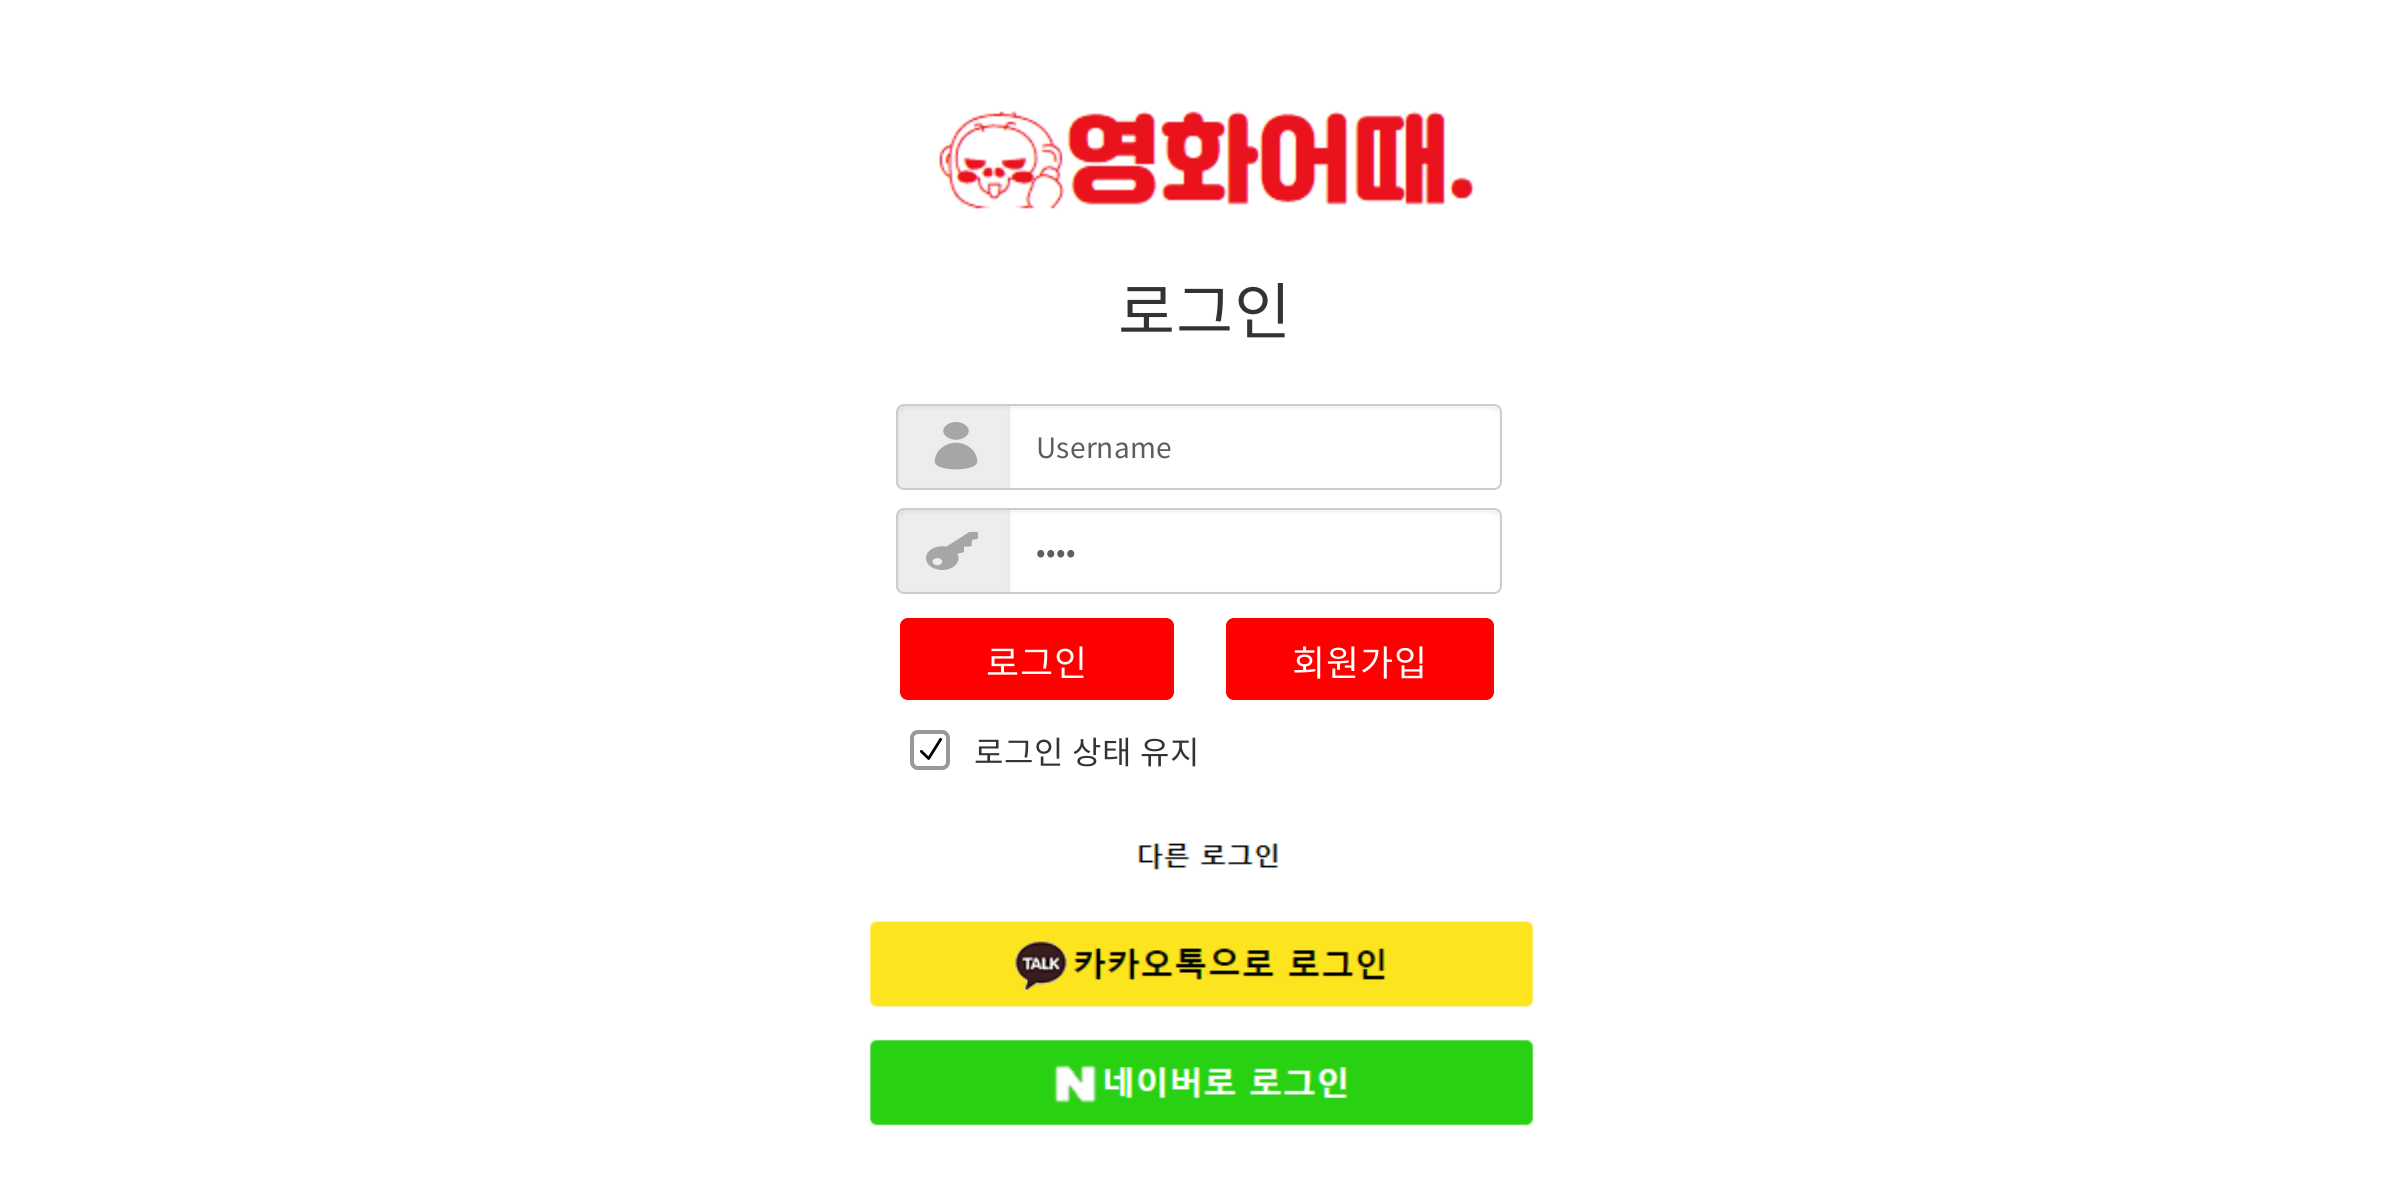 영화어때.
로그인
Username
••••
로그인 회원가입
로그인 상태 유지
다른 로그인
TALK 카카오톡으로 로그인
N 네이버로 로그인